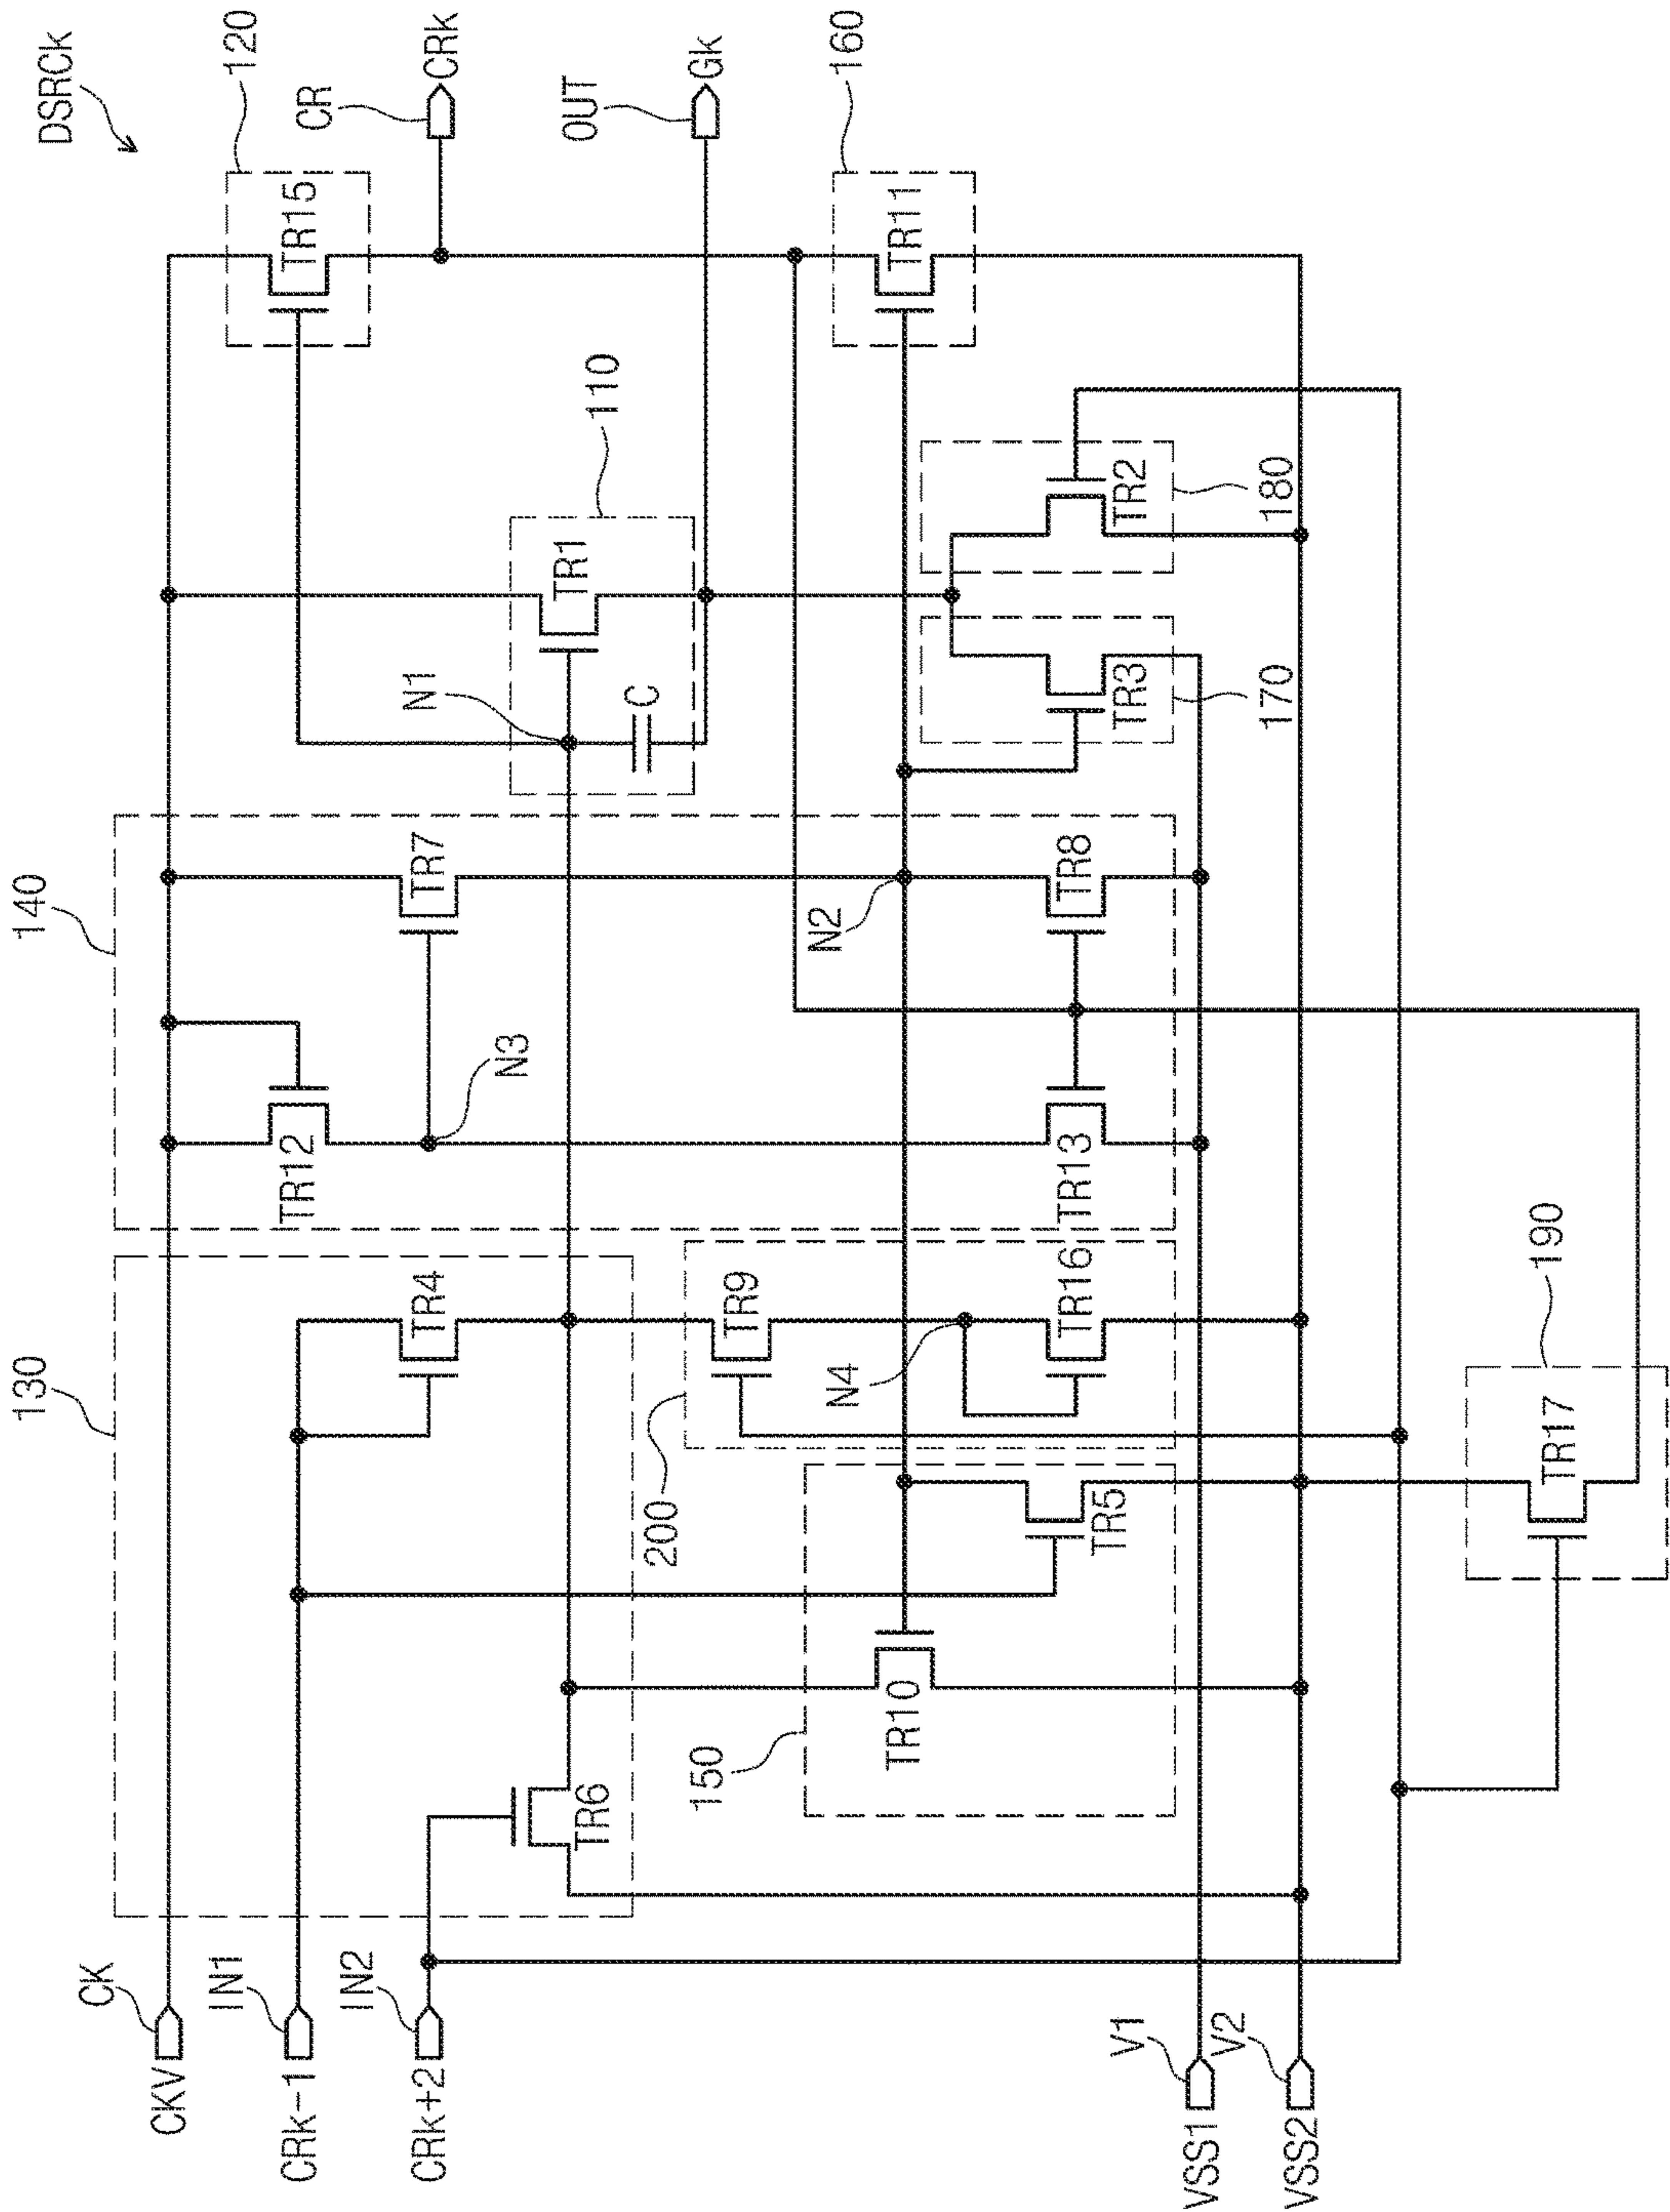 DSRCk
120
CR
CRk
OUT
Gk
160
TR15
TR11
110
TR1
N1
C
TR2
180
TR3
170
140
TR7
N2
TR8
N3
TR12
TR13
130
TR4
TR9
TR16
N4
200
190
TR17
TR5
TR10
150
TR6
CK
CKV
IN1
CRk-1
IN2
CRk+2
V1
VSS1
V2
VSS2